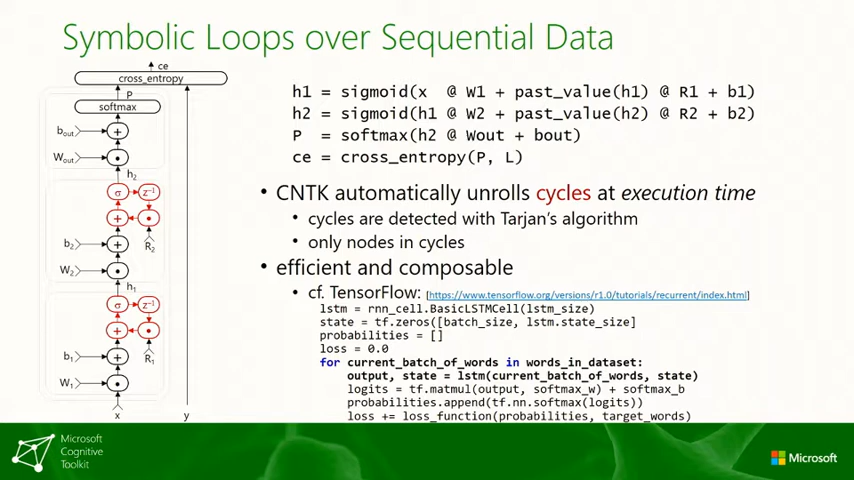 Symbolic Loops over Sequential Data
ce
cross_entropy
P
softmax
b_out
+
W_out
•
h₂
σ
z⁻¹
+
•
b₂
+
R₂
W₂
•
h₁
σ
z⁻¹
+
•
b₁
+
R₁
W₁
•
x
y
h1 = sigmoid(x @ W1 + past_value(h1) @ R1 + b1)
h2 = sigmoid(h1 @ W2 + past_value(h2) @ R2 + b2)
P = softmax(h2 @ Wout + bout)
ce = cross_entropy(P, L)
• CNTK automatically unrolls cycles at execution time
• cycles are detected with Tarjan's algorithm
• only nodes in cycles
• efficient and composable
• cf. TensorFlow: [https://www.tensorflow.org/versions/r1.0/tutorials/recurrent/index.html]
lstm = rnn_cell.BasicLSTMCell(lstm_size)
state = tf.zeros([batch_size, lstm.state_size]
probabilities = []
loss = 0.0
for current_batch_of_words in words_in_dataset:
output, state = lstm(current_batch_of_words, state)
logits = tf.matmul(output, softmax_w) + softmax_b
probabilities.append(tf.nn.softmax(logits))
loss += loss_function(probabilities, target_words)
Microsoft
Cognitive
Toolkit
Microsoft